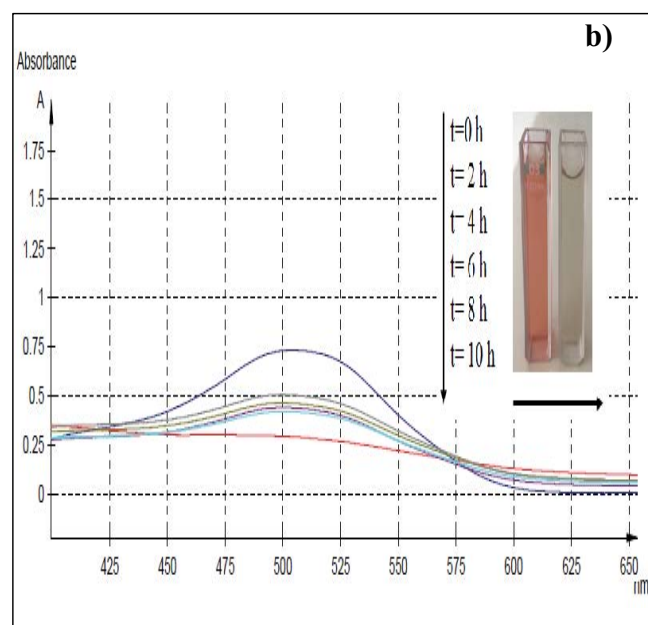 b)
Absorbance
A
1.75
1.5
1.25
1
0.75
0.5
0.25
0
t=0 h
t= 2 h
t= 4 h
t= 6 h
t= 8 h
t= 10 h
425 450 475 500 525 550 575 600 625 650
nm